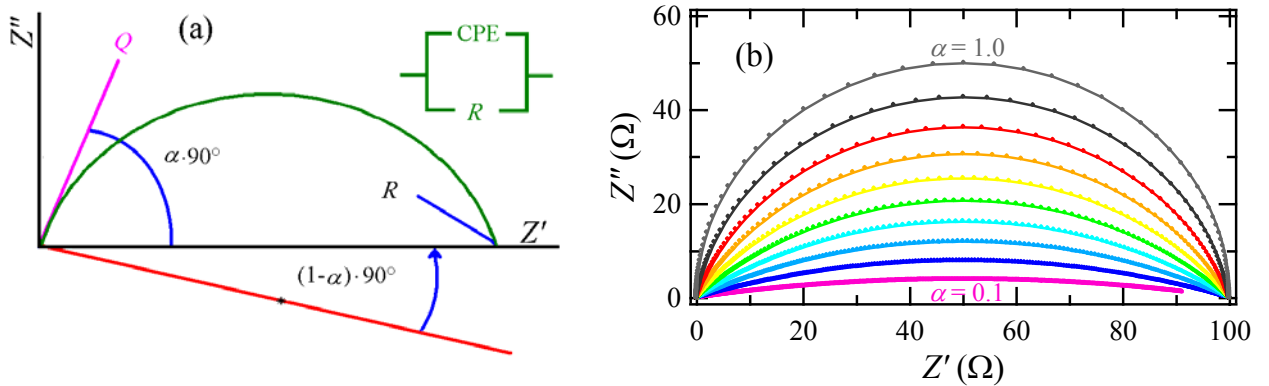 (a)
Z″
Q
CPE
R
α·90°
R
Z′
(1-α)·90°
(b)
α = 1.0
α = 0.1
60
40
20
0
Z″ (Ω)
0 20 40 60 80 100
Z′ (Ω)